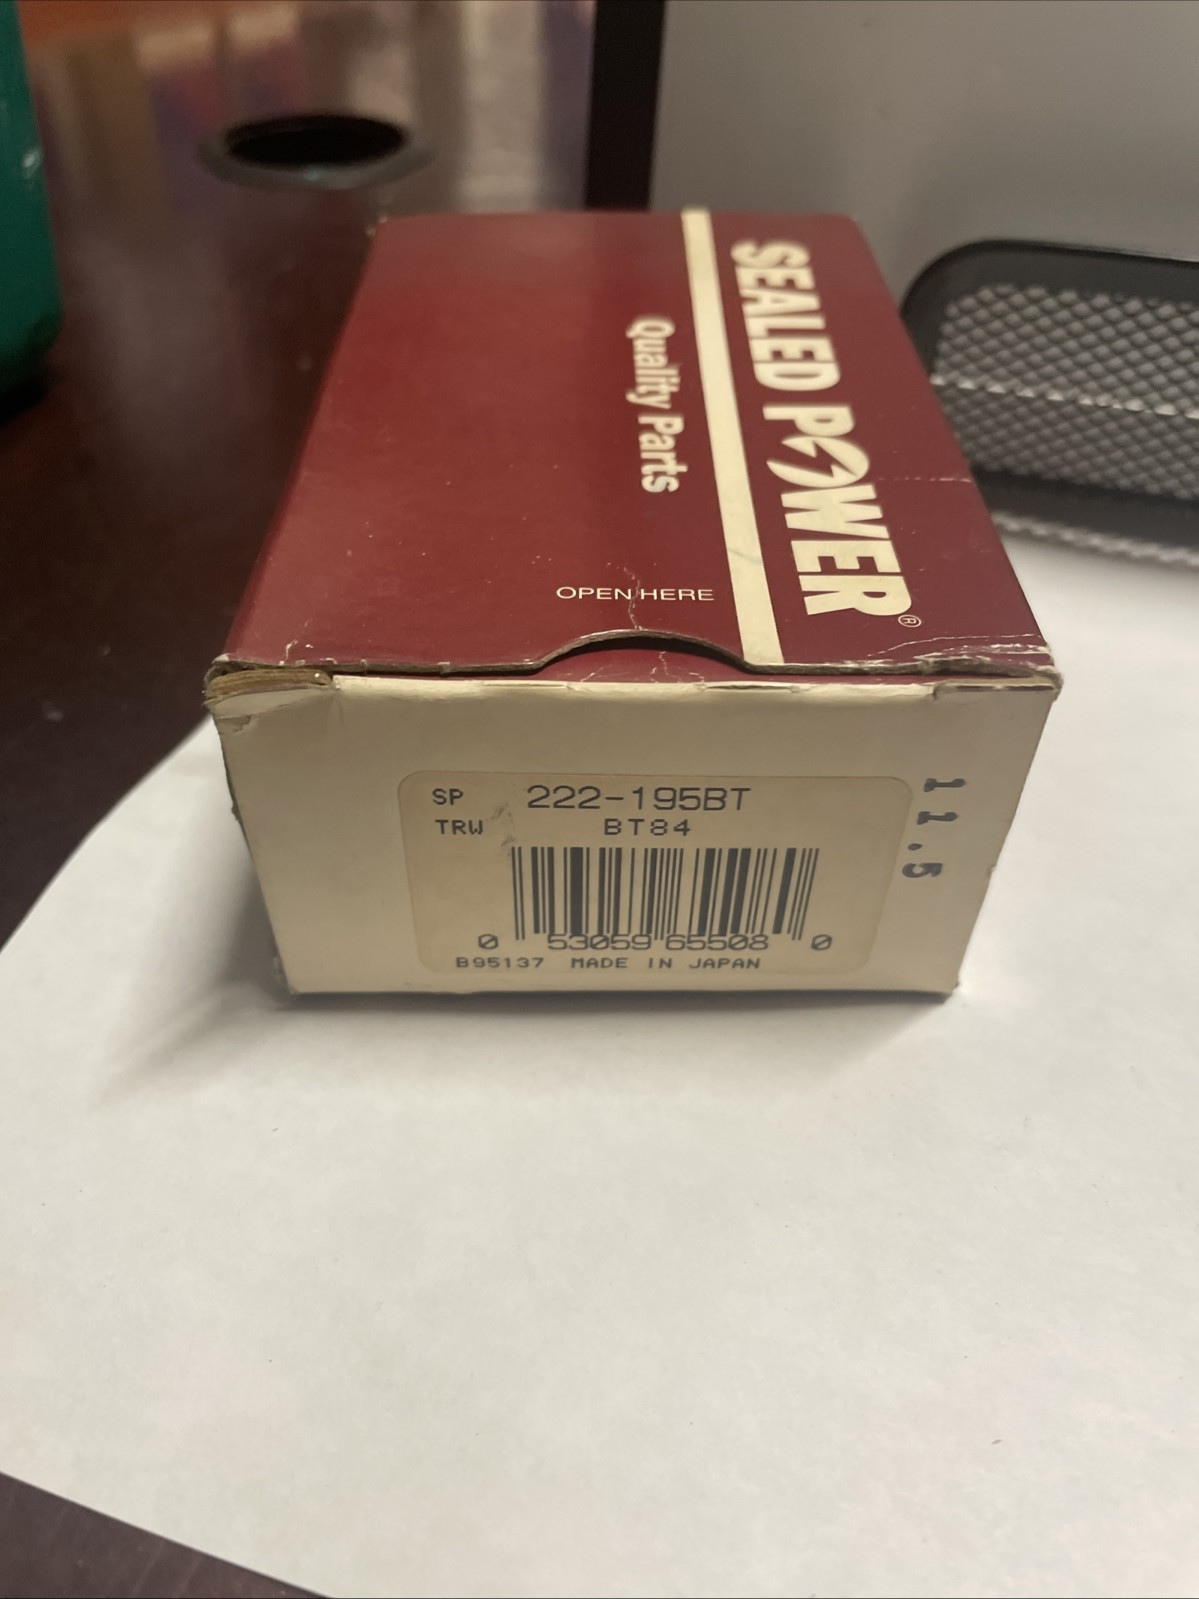 SEALED POWER®
Quality Parts
OPEN HERE
SP 222-195BT
TRW BT84
0 53059 65508 0
B95137 MADE IN JAPAN
11.5